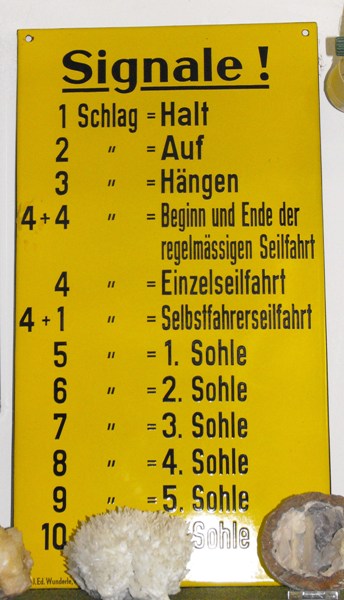 Signale !
1 Schlag = Halt
2 " = Auf
3 " = Hängen
4 + 4 " = Beginn und Ende der
regelmässigen Seilfahrt
4 " = Einzelseilfahrt
4 + 1 " = Selbstfahrerseilfahrt
5 " = 1. Sohle
6 " = 2. Sohle
7 " = 3. Sohle
8 " = 4. Sohle
9 " = 5. Sohle
10 Sohle
Ed. Wunderle,